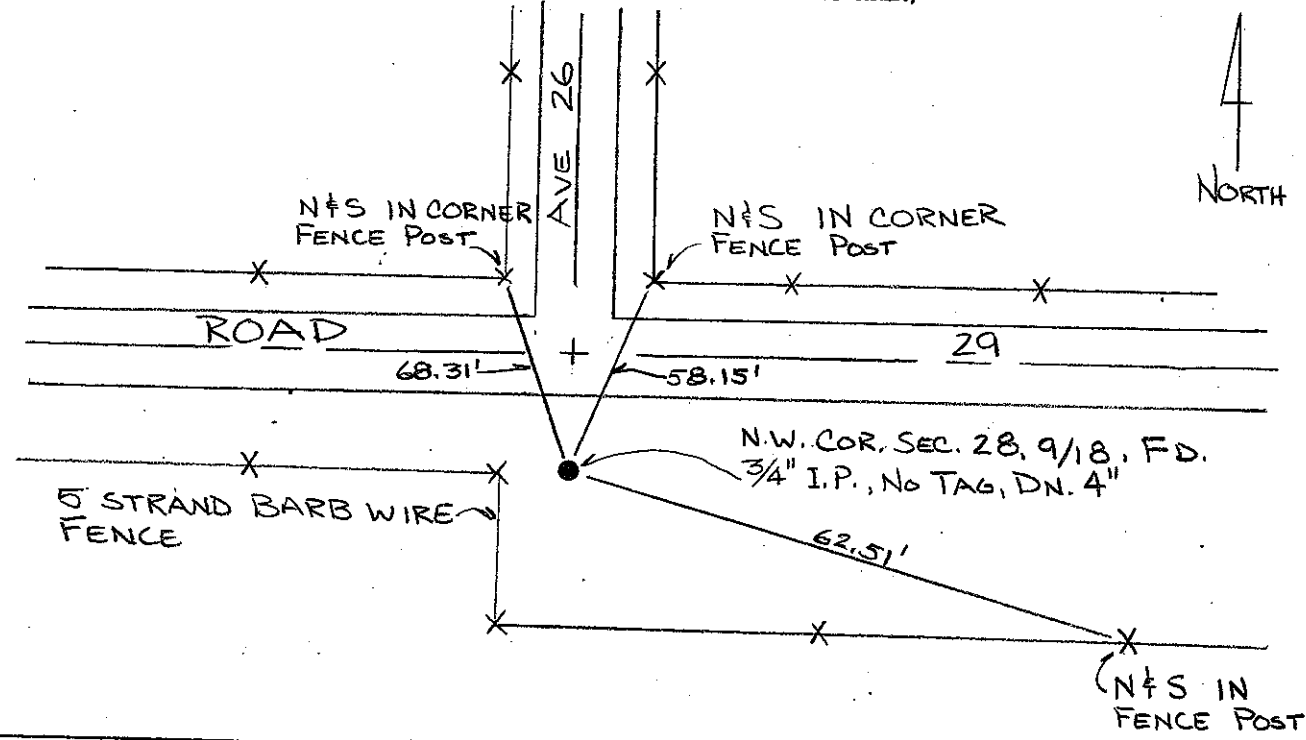 AVE 26
NORTH
N&S IN CORNER
FENCE POST
N&S IN CORNER
FENCE POST
ROAD
29
68.31'
58.15'
N.W. COR. SEC. 28, 9/18, FD.
3/4" I.P., NO TAG, DN. 4"
5 STRAND BARB WIRE
FENCE
62.51'
N&S IN
FENCE POST